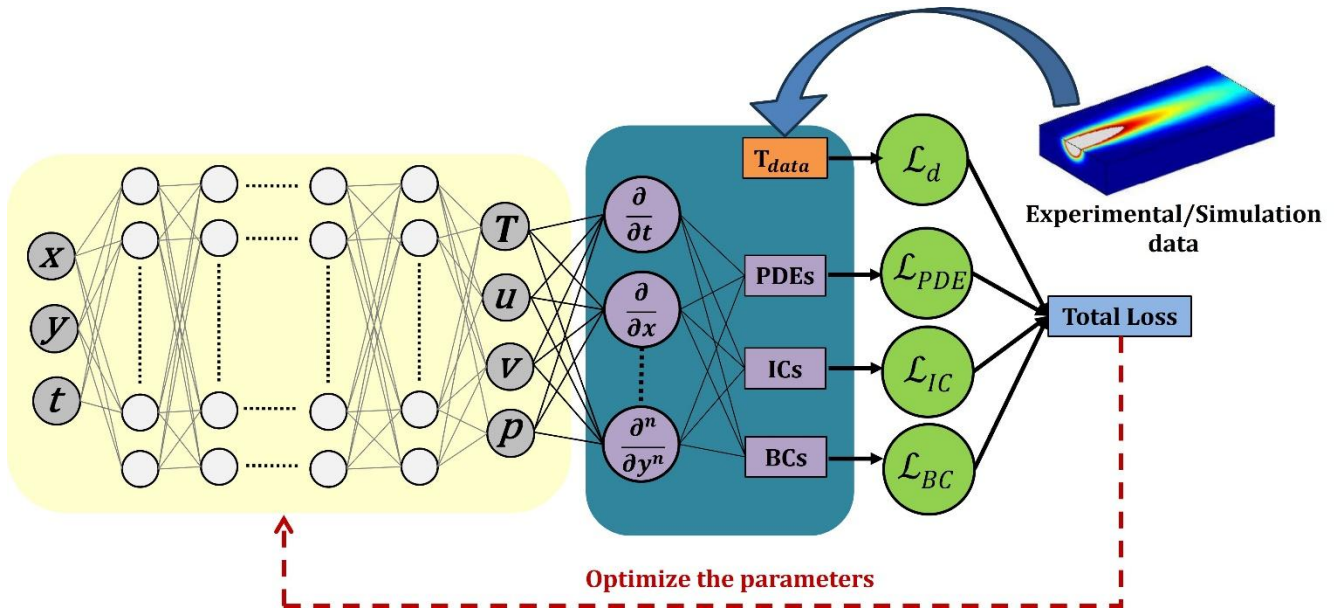 x
y
t
T
u
v
p
∂/∂t
∂/∂x
∂ⁿ/∂yⁿ
T_data
PDEs
ICs
BCs
ℒ_d
ℒ_PDE
ℒ_IC
ℒ_BC
Experimental/Simulation
data
Total Loss
Optimize the parameters